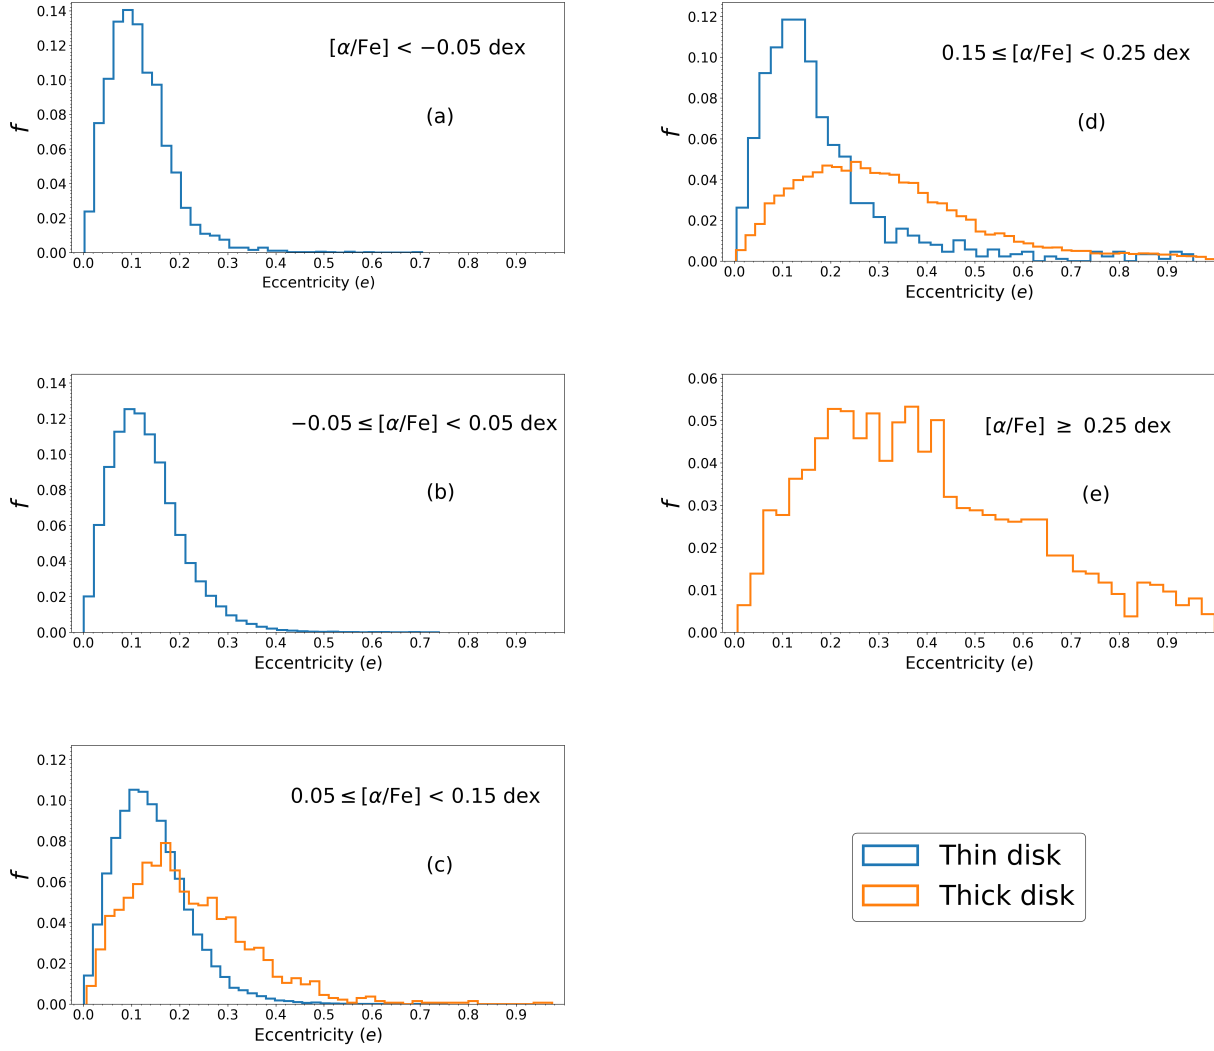 0.14
0.12
0.10
0.08
0.06
0.04
0.02
0.00
f
[α/Fe] < −0.05 dex
(a)
0.0 0.1 0.2 0.3 0.4 0.5 0.6 0.7 0.8 0.9
Eccentricity (e)
0.14
0.12
0.10
0.08
0.06
0.04
0.02
0.00
f
−0.05 ≤ [α/Fe] < 0.05 dex
(b)
0.0 0.1 0.2 0.3 0.4 0.5 0.6 0.7 0.8 0.9
Eccentricity (e)
0.12
0.10
0.08
0.06
0.04
0.02
0.00
f
0.05 ≤ [α/Fe] < 0.15 dex
(c)
0.0 0.1 0.2 0.3 0.4 0.5 0.6 0.7 0.8 0.9
Eccentricity (e)
0.12
0.10
0.08
0.06
0.04
0.02
0.00
f
0.15 ≤ [α/Fe] < 0.25 dex
(d)
0.0 0.1 0.2 0.3 0.4 0.5 0.6 0.7 0.8 0.9
Eccentricity (e)
0.06
0.05
0.04
0.03
0.02
0.01
0.00
f
[α/Fe] ≥ 0.25 dex
(e)
0.0 0.1 0.2 0.3 0.4 0.5 0.6 0.7 0.8 0.9
Eccentricity (e)
Thin disk
Thick disk